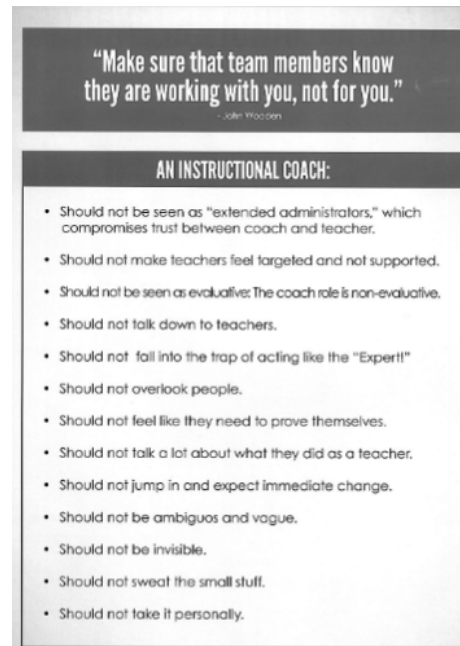 “Make sure that team members know
they are working with you, not for you.”
- John Wooden
AN INSTRUCTIONAL COACH:
• Should not be seen as “extended administrators,” which
compromises trust between coach and teacher.
• Should not make teachers feel targeted and not supported.
• Should not be seen as evaluative: The coach role is non-evaluative.
• Should not talk down to teachers.
• Should not fall into the trap of acting like the “Expert!”
• Should not overlook people.
• Should not feel like they need to prove themselves.
• Should not talk a lot about what they did as a teacher.
• Should not jump in and expect immediate change.
• Should not be ambiguos and vague.
• Should not be invisible.
• Should not sweat the small stuff.
• Should not take it personally.